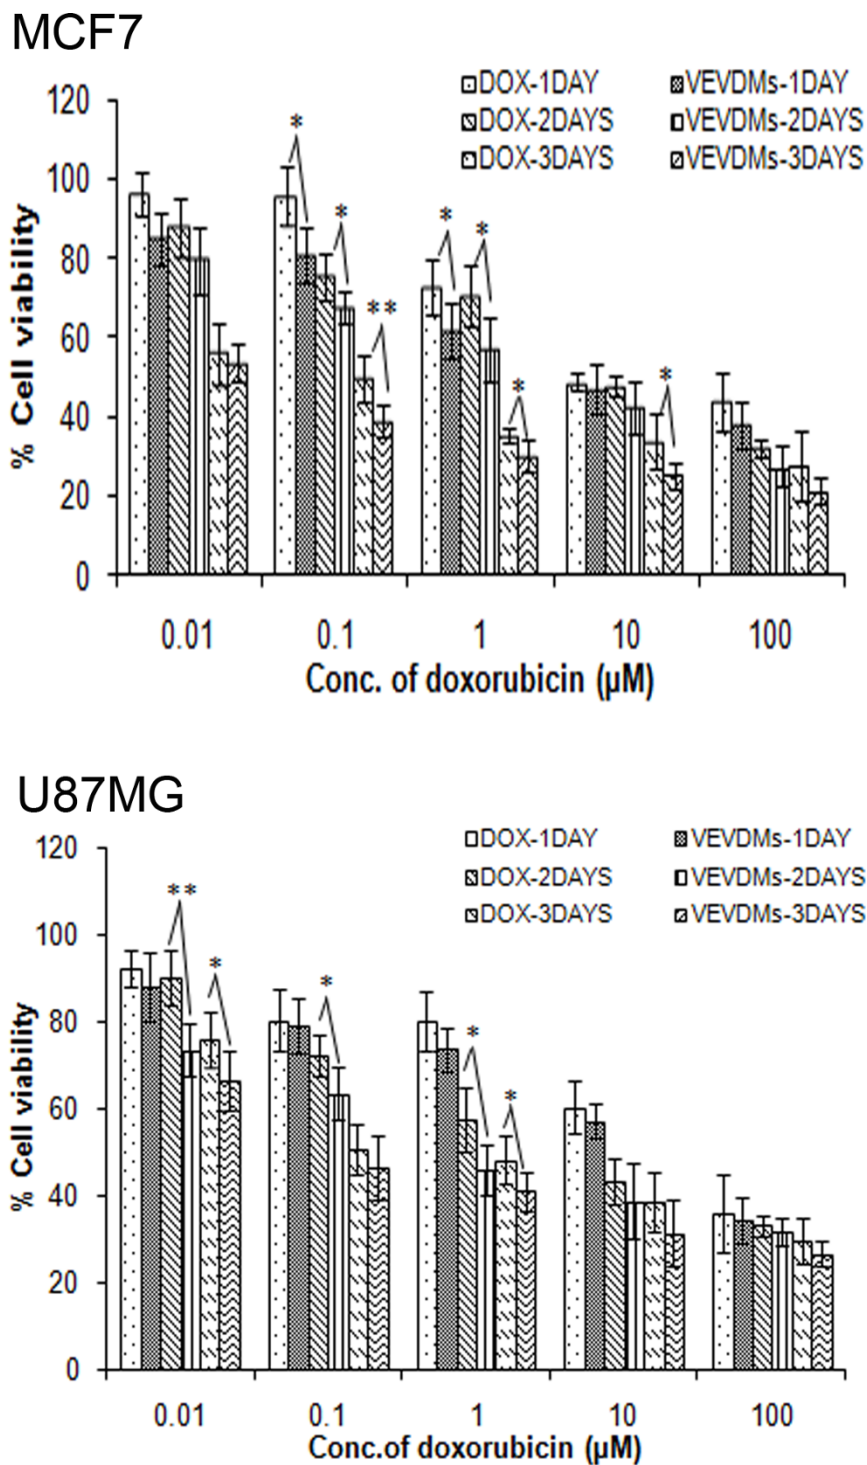 MCF7
DOX-1DAY VEVDMs-1DAY
DOX-2DAYS VEVDMs-2DAYS
DOX-3DAYS VEVDMs-3DAYS
120
100
80
60
40
20
0
% Cell viability
* * ** * * * *
0.01 0.1 1 10 100
Conc. of doxorubicin (µM)
U87MG
DOX-1DAY VEVDMs-1DAY
DOX-2DAYS VEVDMs-2DAYS
DOX-3DAYS VEVDMs-3DAYS
120
100
80
60
40
20
0
% Cell viability
** * * * *
0.01 0.1 1 10 100
Conc.of doxorubicin (µM)